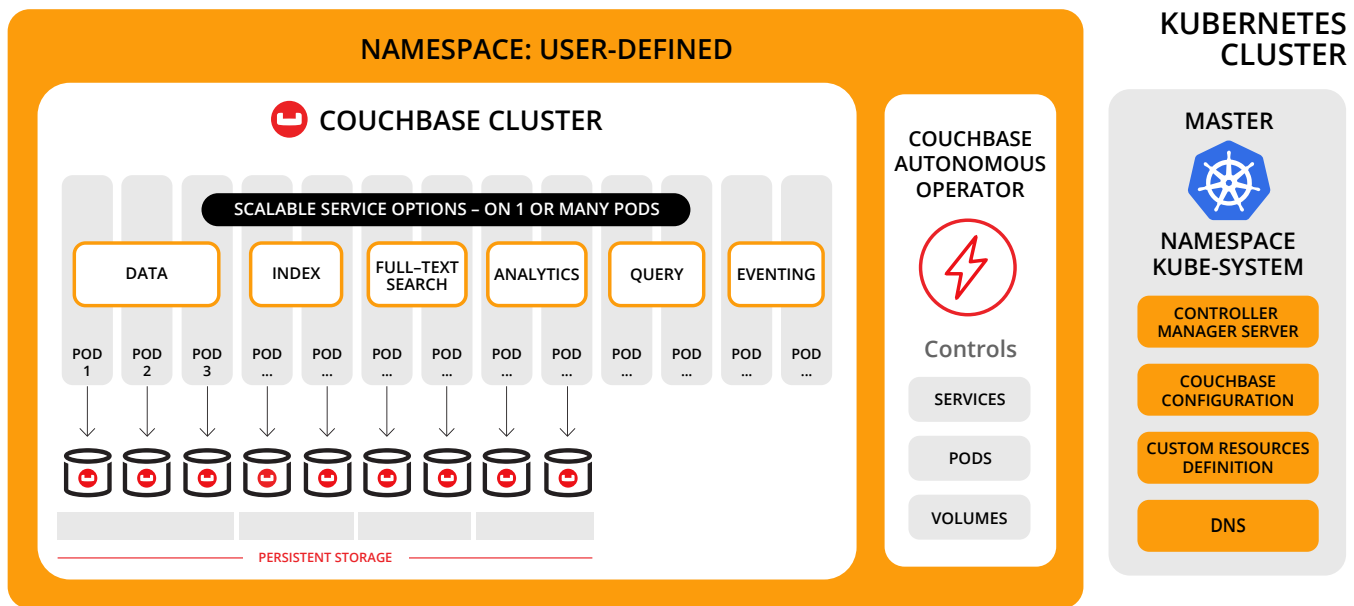 NAMESPACE: USER-DEFINED
KUBERNETES
CLUSTER
COUCHBASE CLUSTER
SCALABLE SERVICE OPTIONS – ON 1 OR MANY PODS
DATA
INDEX
FULL–TEXT
SEARCH
ANALYTICS
QUERY
EVENTING
POD
1
POD
2
POD
3
POD
...
POD
...
POD
...
POD
...
POD
...
POD
...
POD
...
POD
...
POD
...
POD
...
PERSISTENT STORAGE
COUCHBASE
AUTONOMOUS
OPERATOR
Controls
SERVICES
PODS
VOLUMES
MASTER
NAMESPACE
KUBE-SYSTEM
CONTROLLER
MANAGER SERVER
COUCHBASE
CONFIGURATION
CUSTOM RESOURCES
DEFINITION
DNS